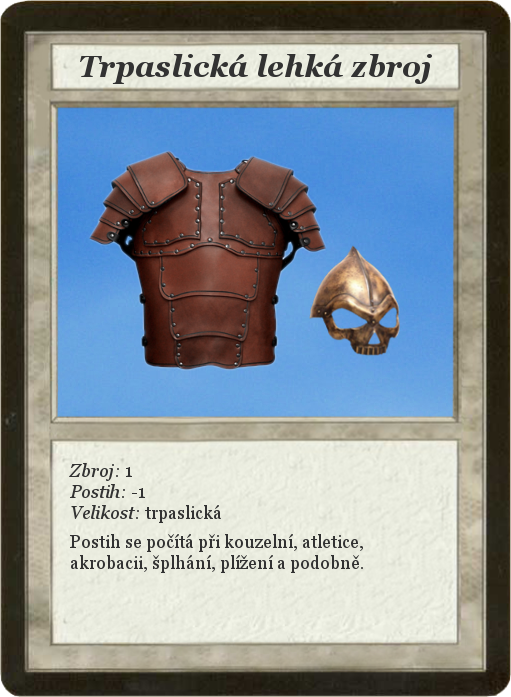 Trpaslická lehká zbroj
Zbroj: 1
Postih: -1
Velikost: trpaslická
Postih se počítá při kouzelní, atletice,
akrobacii, šplhání, plížení a podobně.